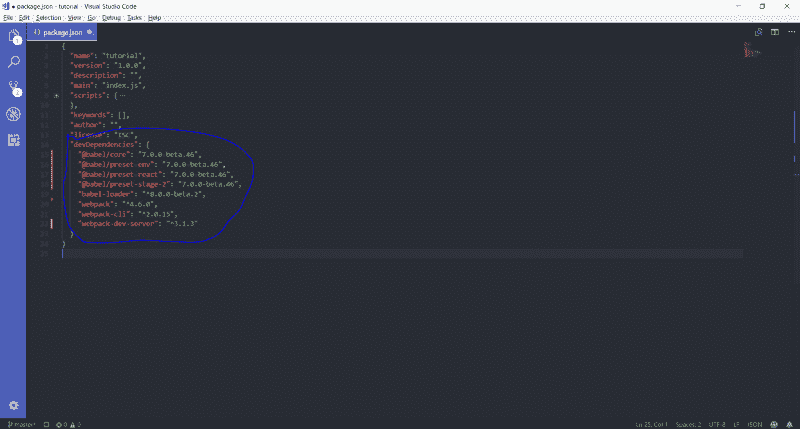 package.json - tutorial - Visual Studio Code
File Edit Selection View Go Debug Tasks Help
{} package.json
{
"name": "tutorial",
"version": "1.0.0",
"description": "",
"main": "index.js",
"scripts": {…
},
"keywords": [],
"author": "",
"license": "ISC",
"devDependencies": {
"@babel/core": "7.0.0-beta.46",
"@babel/preset-env": "7.0.0-beta.46",
"@babel/preset-react": "7.0.0-beta.46",
"@babel/preset-stage-2": "7.0.0-beta.46",
"babel-loader": "^8.0.0-beta.2",
"webpack": "^4.6.0",
"webpack-cli": "^2.0.15",
"webpack-dev-server": "^3.1.3"
}
}
master* 0 0 Ln 25, Col 1 Spaces: 2 UTF-8 LF JSON